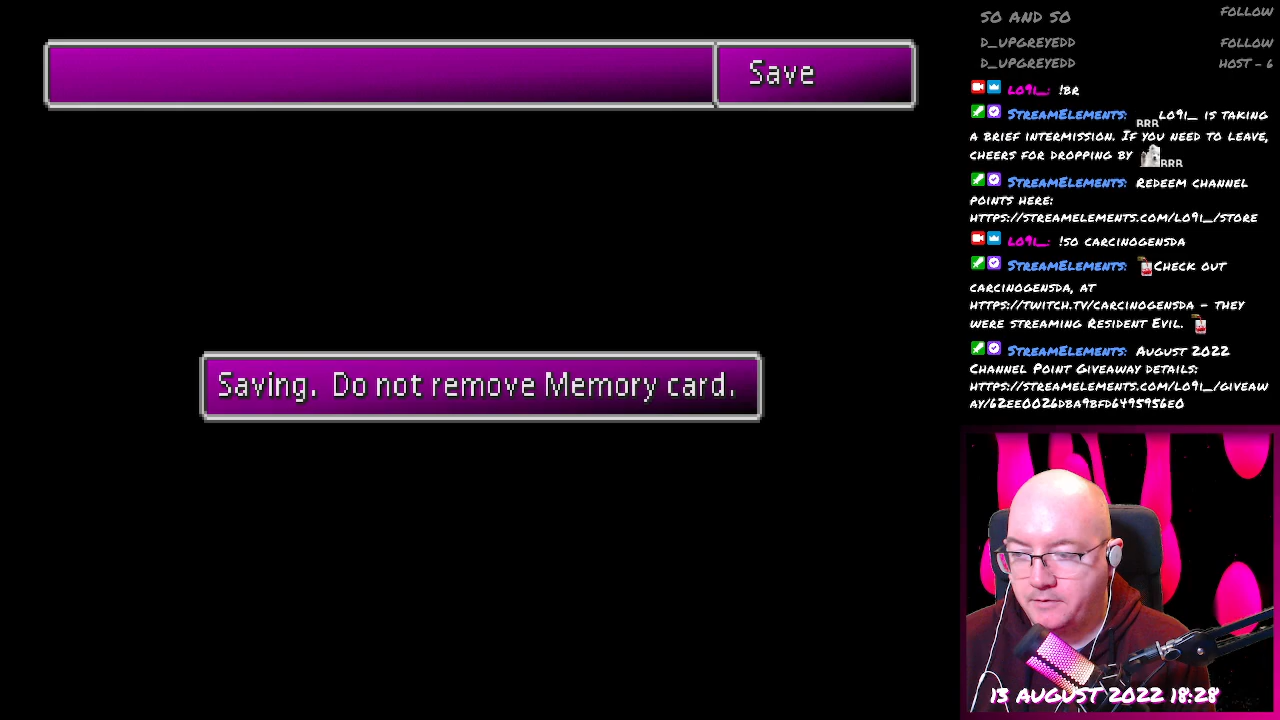 Save
Saving. Do not remove Memory card.
SO AND SO FOLLOW
D_UPGREYEDD FOLLOW
D_UPGREYEDD HOST - 6
LO9I_: !BR
STREAMELEMENTS: BRB LO9I_ IS TAKING
A BRIEF INTERMISSION. IF YOU NEED TO LEAVE,
CHEERS FOR DROPPING BY BRB
STREAMELEMENTS: REDEEM CHANNEL
POINTS HERE:
HTTPS://STREAMELEMENTS.COM/LO9I_/STORE
LO9I_: !SO CARCINOGENSDA
STREAMELEMENTS: CHECK OUT
CARCINOGENSDA, AT
HTTPS://TWITCH.TV/CARCINOGENSDA - THEY
WERE STREAMING RESIDENT EVIL.
STREAMELEMENTS: AUGUST 2022
CHANNEL POINT GIVEAWAY DETAILS:
HTTPS://STREAMELEMENTS.COM/LO9I_/GIVEAW
AY/62EE0026DBA9BFD6495956E0
13 AUGUST 2022 18:28